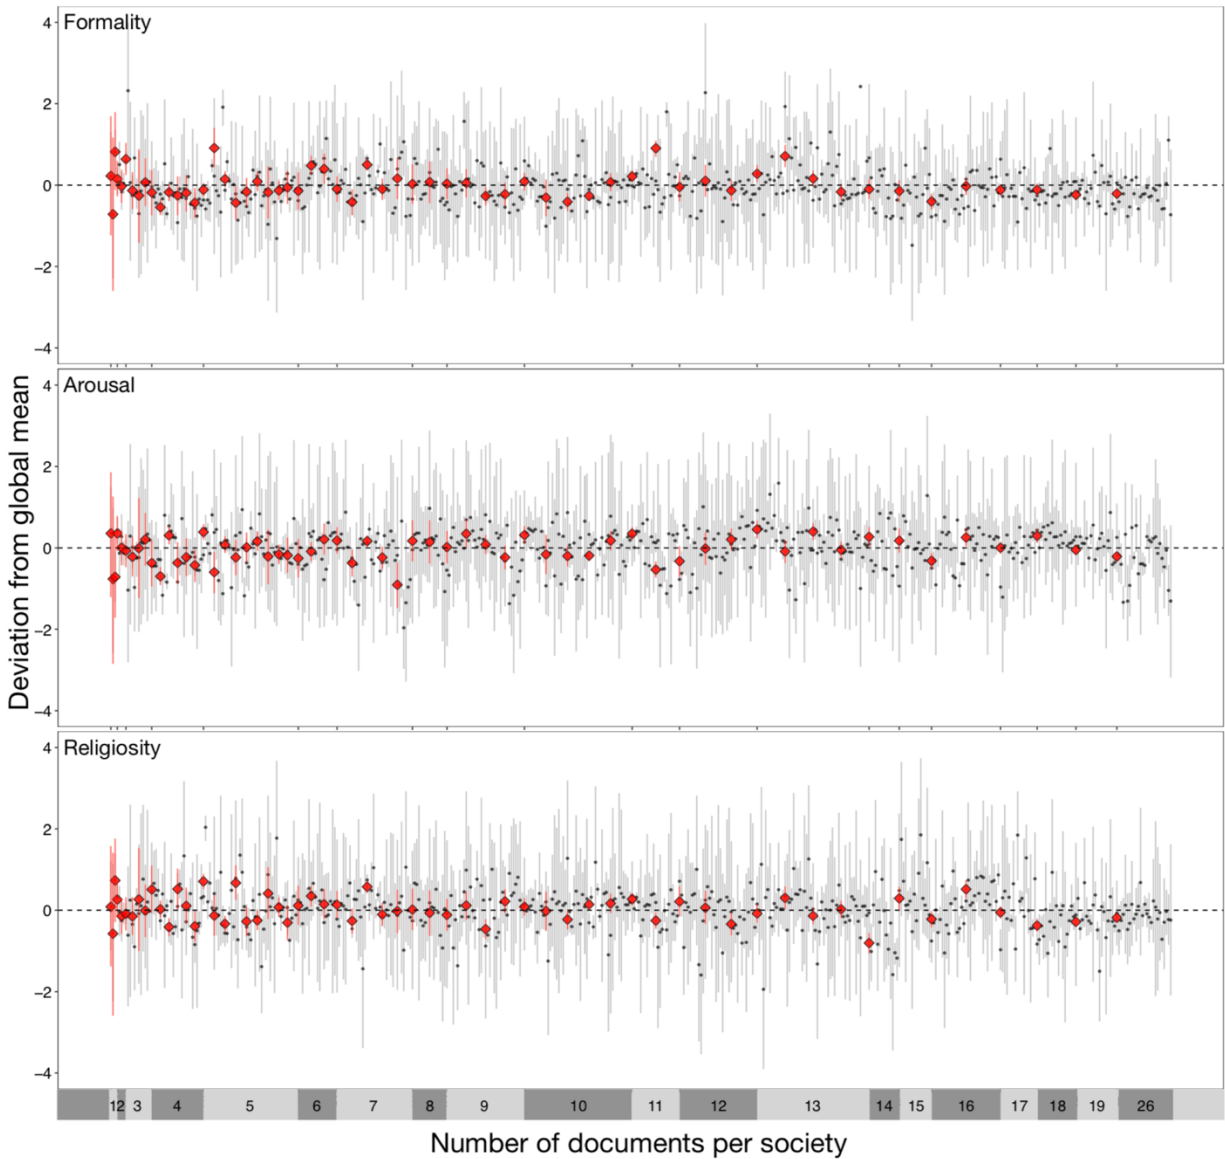 Formality
4
2
0
−2
−4
Arousal
4
2
0
−2
−4
Deviation from global mean
Religiosity
4
2
0
−2
−4
1 2 3 4 5 6 7 8 9 10 11 12 13 14 15 16 17 18 19 26
Number of documents per society